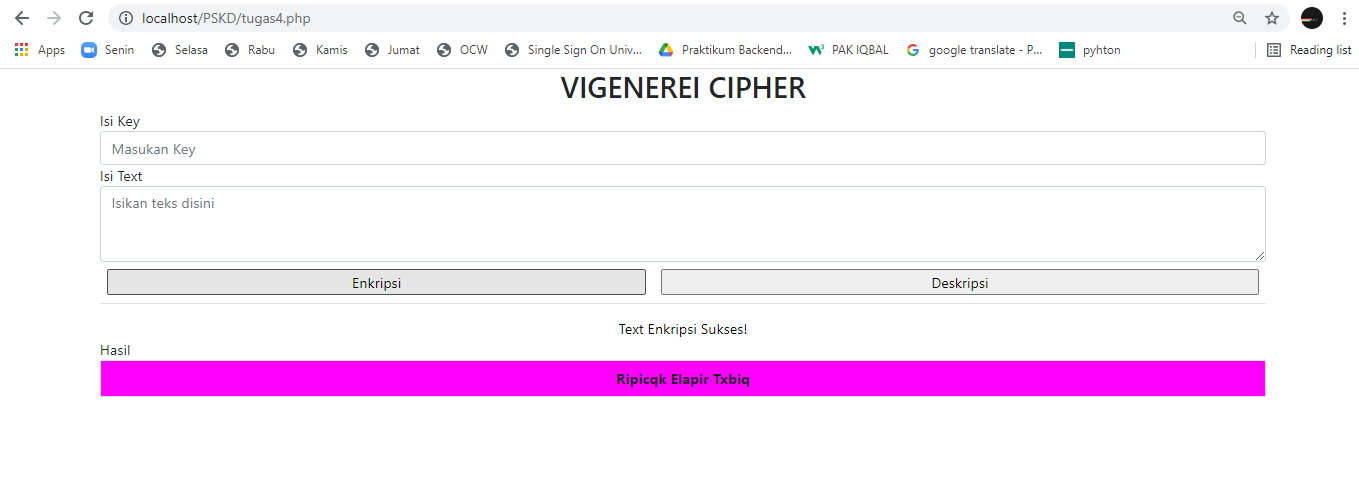 localhost/PSKD/tugas4.php
Apps Senin Selasa Rabu Kamis Jumat OCW Single Sign On Univ... Praktikum Backend... PAK IQBAL google translate - P... pyhton Reading list
VIGENEREI CIPHER
Isi Key
Masukan Key
Isi Text
Isikan teks disini
Enkripsi Deskripsi
Text Enkripsi Sukses!
Hasil
Ripicqk Elapir Txbiq